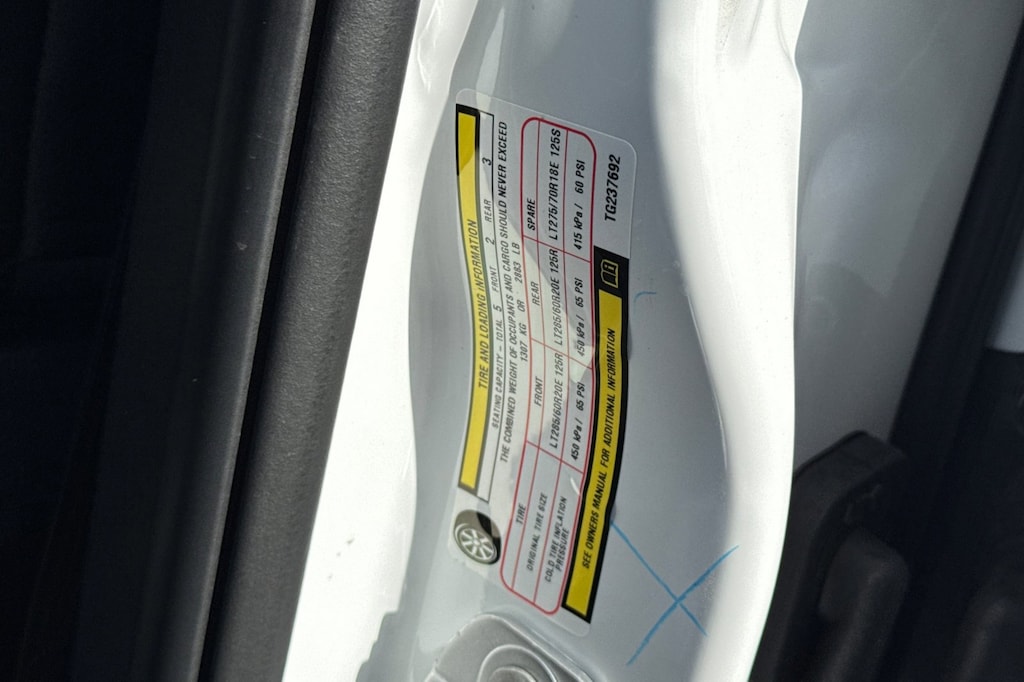 TIRE AND LOADING INFORMATION
SEATING CAPACITY - TOTAL 5 FRONT 2 REAR 3
THE COMBINED WEIGHT OF OCCUPANTS AND CARGO SHOULD NEVER EXCEED
1307 KG OR 2883 LB
TIRE FRONT REAR SPARE
ORIGINAL TIRE SIZE LT285/60R20E 125R LT285/60R20E 125R LT275/70R18E 125S
COLD TIRE INFLATION PRESSURE 450 kPa / 65 PSI 450 kPa / 65 PSI 415 kPa / 60 PSI
SEE OWNERS MANUAL FOR ADDITIONAL INFORMATION
TG237692